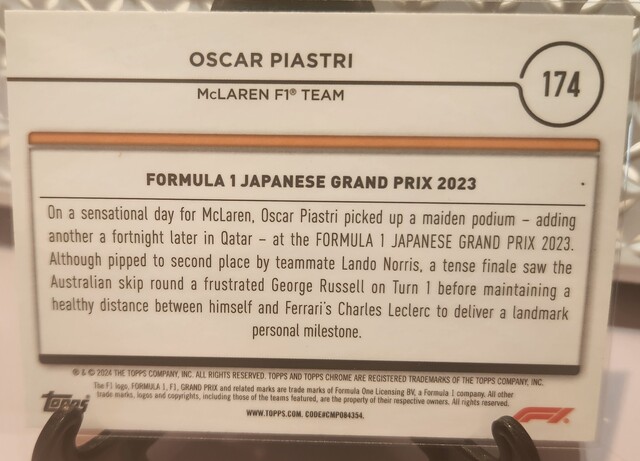 OSCAR PIASTRI
174
McLAREN F1® TEAM
FORMULA 1 JAPANESE GRAND PRIX 2023
On a sensational day for McLaren, Oscar Piastri picked up a maiden podium – adding
another a fortnight later in Qatar – at the FORMULA 1 JAPANESE GRAND PRIX 2023.
Although pipped to second place by teammate Lando Norris, a tense finale saw the
Australian skip round a frustrated George Russell on Turn 1 before maintaining a
healthy distance between himself and Ferrari's Charles Leclerc to deliver a landmark
personal milestone.
® & © 2024 THE TOPPS COMPANY, INC. ALL RIGHTS RESERVED. TOPPS AND TOPPS CHROME ARE REGISTERED TRADEMARKS OF THE TOPPS COMPANY, INC.
The F1 logo, FORMULA 1, F1, GRAND PRIX and related marks are trade marks of Formula One Licensing BV, a Formula 1 company. All other
trade marks, logos and copyrights, including those of the teams featured, are the property of their respective owners. All rights reserved.
Topps
WWW.TOPPS.COM. CODE#CMP084354.
F1